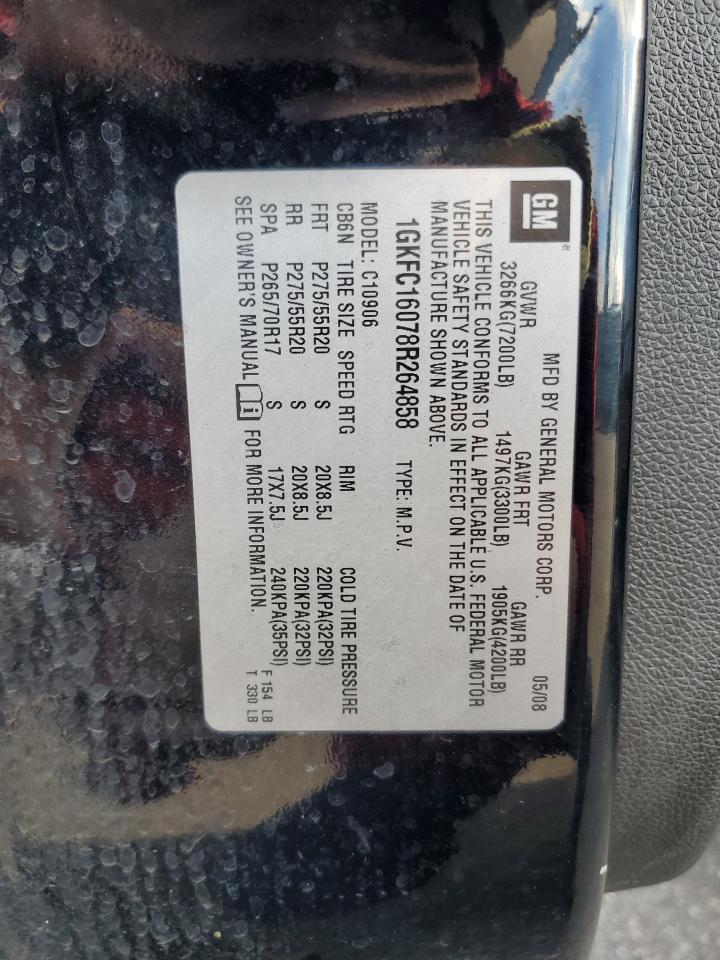 GM ®
MFD BY GENERAL MOTORS CORP. 05/08
GVWR GAWR FRT GAWR RR
3266KG(7200LB) 1497KG(3300LB) 1905KG(4200LB)
THIS VEHICLE CONFORMS TO ALL APPLICABLE U.S. FEDERAL MOTOR
VEHICLE SAFETY STANDARDS IN EFFECT ON THE DATE OF
MANUFACTURE SHOWN ABOVE.
1GKFC16078R264858 TYPE: M.P.V.
MODEL: C10906
CB6N TIRE SIZE SPEED RTG RIM COLD TIRE PRESSURE
FRT P275/55R20 S 20X8.5J 220KPA(32PSI)
RR P275/55R20 S 20X8.5J 220KPA(32PSI)
SPA P265/70R17 S 17X7.5J 240KPA(35PSI)
SEE OWNER'S MANUAL FOR MORE INFORMATION.
F 154 LB
T 330 LB